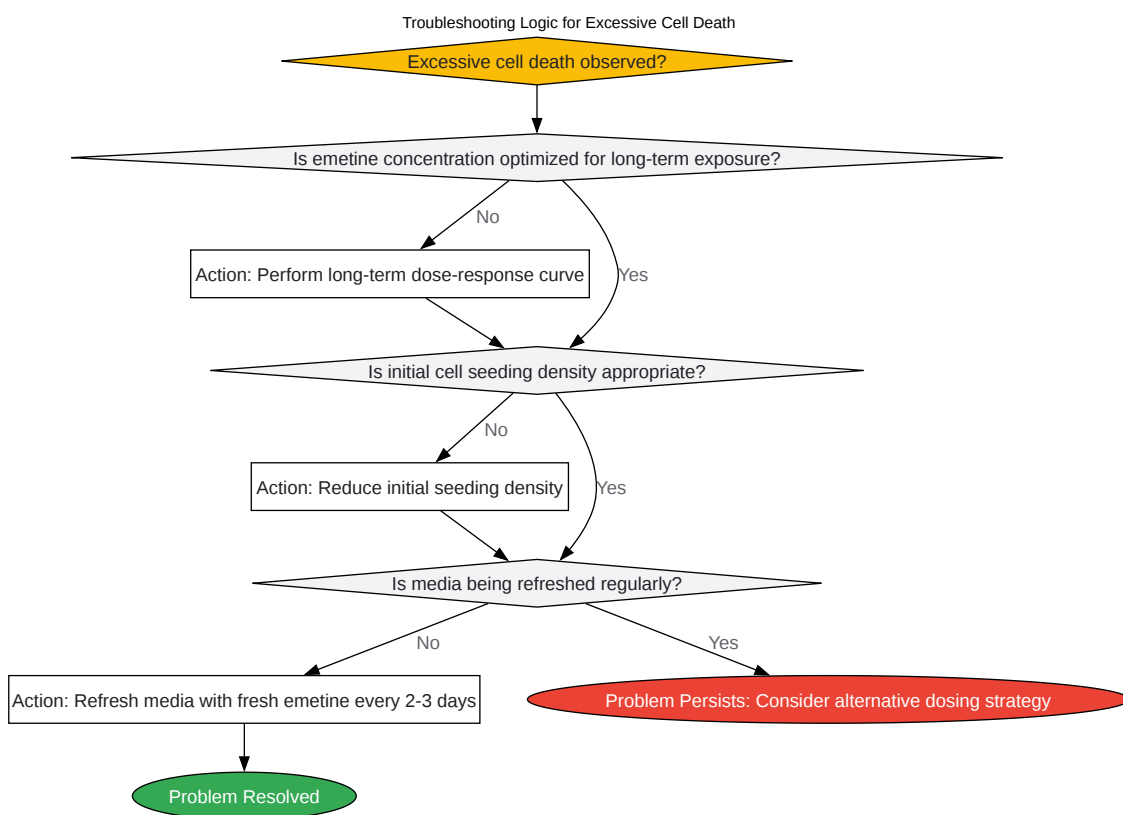 Troubleshooting Logic for Excessive Cell Death
Excessive cell death observed?
Is emetine concentration optimized for long-term exposure?
No
Action: Perform long-term dose-response curve
Yes
Is initial cell seeding density appropriate?
No
Action: Reduce initial seeding density
Yes
Is media being refreshed regularly?
No
Yes
Action: Refresh media with fresh emetine every 2-3 days
Problem Persists: Consider alternative dosing strategy
Problem Resolved